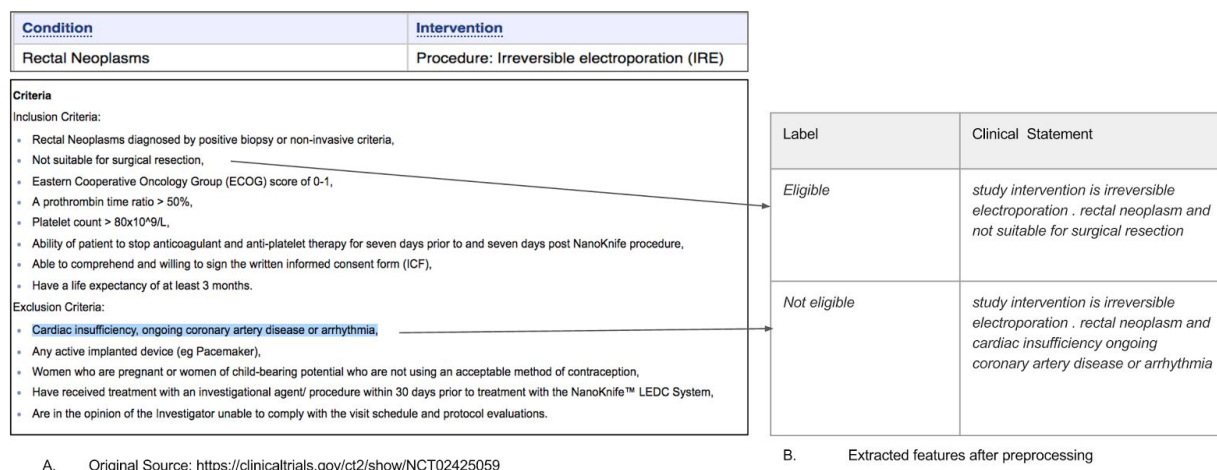 Condition Intervention
Rectal Neoplasms Procedure: Irreversible electroporation (IRE)
Criteria
Inclusion Criteria:
Rectal Neoplasms diagnosed by positive biopsy or non-invasive criteria,
Not suitable for surgical resection,
Eastern Cooperative Oncology Group (ECOG) score of 0-1,
A prothrombin time ratio > 50%,
Platelet count > 80x10^9/L,
Ability of patient to stop anticoagulant and anti-platelet therapy for seven days prior to and seven days post NanoKnife procedure,
Able to comprehend and willing to sign the written informed consent form (ICF),
Have a life expectancy of at least 3 months.
Exclusion Criteria:
Cardiac insufficiency, ongoing coronary artery disease or arrhythmia,
Any active implanted device (eg Pacemaker),
Women who are pregnant or women of child-bearing potential who are not using an acceptable method of contraception,
Have received treatment with an investigational agent/ procedure within 30 days prior to treatment with the NanoKnife™ LEDC System,
Are in the opinion of the Investigator unable to comply with the visit schedule and protocol evaluations.
A. Original Source: https://clinicaltrials.gov/ct2/show/NCT02425059
Label Clinical Statement
Eligible study intervention is irreversible
electroporation . rectal neoplasm and
not suitable for surgical resection
Not eligible study intervention is irreversible
electroporation . rectal neoplasm and
cardiac insufficiency ongoing
coronary artery disease or arrhythmia
B. Extracted features after preprocessing